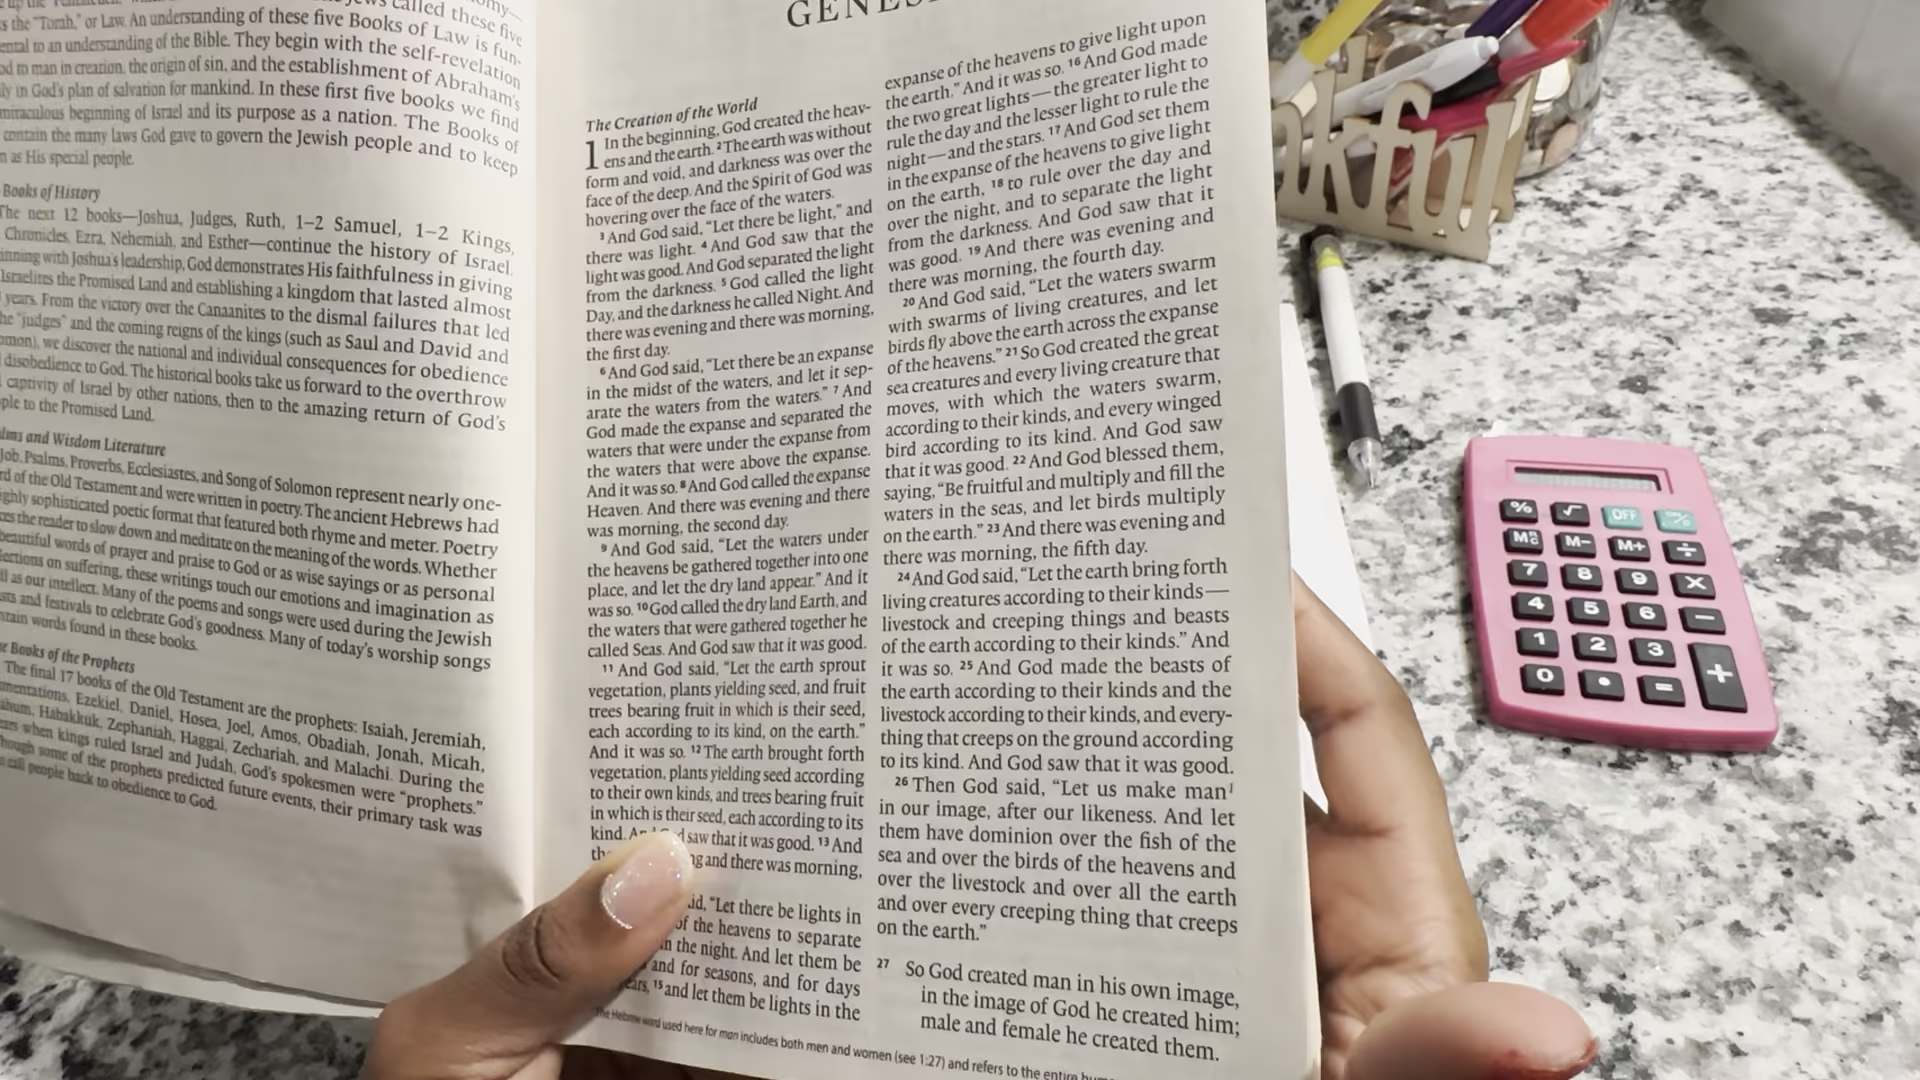 called these five
s the "Torah," or Law. An understanding of these five Books of Law is fun-
ental to an understanding of the Bible. They begin with the self-revelation
od to man in creation, the origin of sin, and the establishment of Abraham's
ly in God's plan of salvation for mankind. In these first five books we find
miraculous beginning of Israel and its purpose as a nation. The Books of
contain the many laws God gave to govern the Jewish people and to keep
as His special people.
Books of History
The next 12 books—Joshua, Judges, Ruth, 1–2 Samuel, 1–2 Kings,
Chronicles, Ezra, Nehemiah, and Esther—continue the history of Israel.
inning with Joshua's leadership, God demonstrates His faithfulness in giving
Israelites the Promised Land and establishing a kingdom that lasted almost
years. From the victory over the Canaanites to the dismal failures that led
he "judges" and the coming reigns of the kings (such as Saul and David and
omon), we discover the national and individual consequences for obedience
disobedience to God. The historical books take us forward to the overthrow
captivity of Israel by other nations, then to the amazing return of God's
ple to the Promised Land.
lms and Wisdom Literature
Job, Psalms, Proverbs, Ecclesiastes, and Song of Solomon represent nearly one-
rd of the Old Testament and were written in poetry. The ancient Hebrews had
ighly sophisticated poetic format that featured both rhyme and meter. Poetry
ces the reader to slow down and meditate on the meaning of the words. Whether
beautiful words of prayer and praise to God or as wise sayings or as personal
ections on suffering, these writings touch our emotions and imagination as
ll as our intellect. Many of the poems and songs were used during the Jewish
sts and festivals to celebrate God's goodness. Many of today's worship songs
ntain words found in these books.
e Books of the Prophets
The final 17 books of the Old Testament are the prophets: Isaiah, Jeremiah,
mentations, Ezekiel, Daniel, Hosea, Joel, Amos, Obadiah, Jonah, Micah,
ahum, Habakkuk, Zephaniah, Haggai, Zechariah, and Malachi. During the
ears when kings ruled Israel and Judah, God's spokesmen were "prophets."
hough some of the prophets predicted future events, their primary task was
call people back to obedience to God.
GENES
The Creation of the World
1 In the beginning, God created the heav-
ens and the earth. 2 The earth was without
form and void, and darkness was over the
face of the deep. And the Spirit of God was
hovering over the face of the waters.
3 And God said, "Let there be light," and
there was light. 4 And God saw that the
light was good. And God separated the light
from the darkness. 5 God called the light
Day, and the darkness he called Night. And
there was evening and there was morning,
the first day.
6 And God said, "Let there be an expanse
in the midst of the waters, and let it sep-
arate the waters from the waters." 7 And
God made the expanse and separated the
waters that were under the expanse from
the waters that were above the expanse.
And it was so. 8 And God called the expanse
Heaven. And there was evening and there
was morning, the second day.
9 And God said, "Let the waters under
the heavens be gathered together into one
place, and let the dry land appear." And it
was so. 10 God called the dry land Earth, and
the waters that were gathered together he
called Seas. And God saw that it was good.
11 And God said, "Let the earth sprout
vegetation, plants yielding seed, and fruit
trees bearing fruit in which is their seed,
each according to its kind, on the earth."
And it was so. 12 The earth brought forth
vegetation, plants yielding seed according
to their own kinds, and trees bearing fruit
in which is their seed, each according to its
kind. saw that it was good. 13 And
ng and there was morning,
id, "Let there be lights in
of the heavens to separate
the night. And let them be
and for seasons, and for days
ears, 15 and let them be lights in the
expanse of the heavens to give light upon
the earth." And it was so. 16 And God made
the two great lights—the greater light to
rule the day and the lesser light to rule the
night—and the stars. 17 And God set them
in the expanse of the heavens to give light
on the earth, 18 to rule over the day and
over the night, and to separate the light
from the darkness. And God saw that it
was good. 19 And there was evening and
there was morning, the fourth day.
20 And God said, "Let the waters swarm
with swarms of living creatures, and let
birds fly above the earth across the expanse
of the heavens." 21 So God created the great
sea creatures and every living creature that
moves, with which the waters swarm,
according to their kinds, and every winged
bird according to its kind. And God saw
that it was good. 22 And God blessed them,
saying, "Be fruitful and multiply and fill the
waters in the seas, and let birds multiply
on the earth." 23 And there was evening and
there was morning, the fifth day.
24 And God said, "Let the earth bring forth
living creatures according to their kinds—
livestock and creeping things and beasts
of the earth according to their kinds." And
it was so. 25 And God made the beasts of
the earth according to their kinds and the
livestock according to their kinds, and every-
thing that creeps on the ground according
to its kind. And God saw that it was good.
26 Then God said, "Let us make man1
in our image, after our likeness. And let
them have dominion over the fish of the
sea and over the birds of the heavens and
over the livestock and over all the earth
and over every creeping thing that creeps
on the earth."
27 So God created man in his own image,
in the image of God he created him;
male and female he created them.
The Hebrew word used here for man includes both men and women (see 1:27) and refers to the entire
nkful
% √ OFF
M- M+ ÷
7 8 9 X
4 5 6 −
1 2 3 +
0 • =